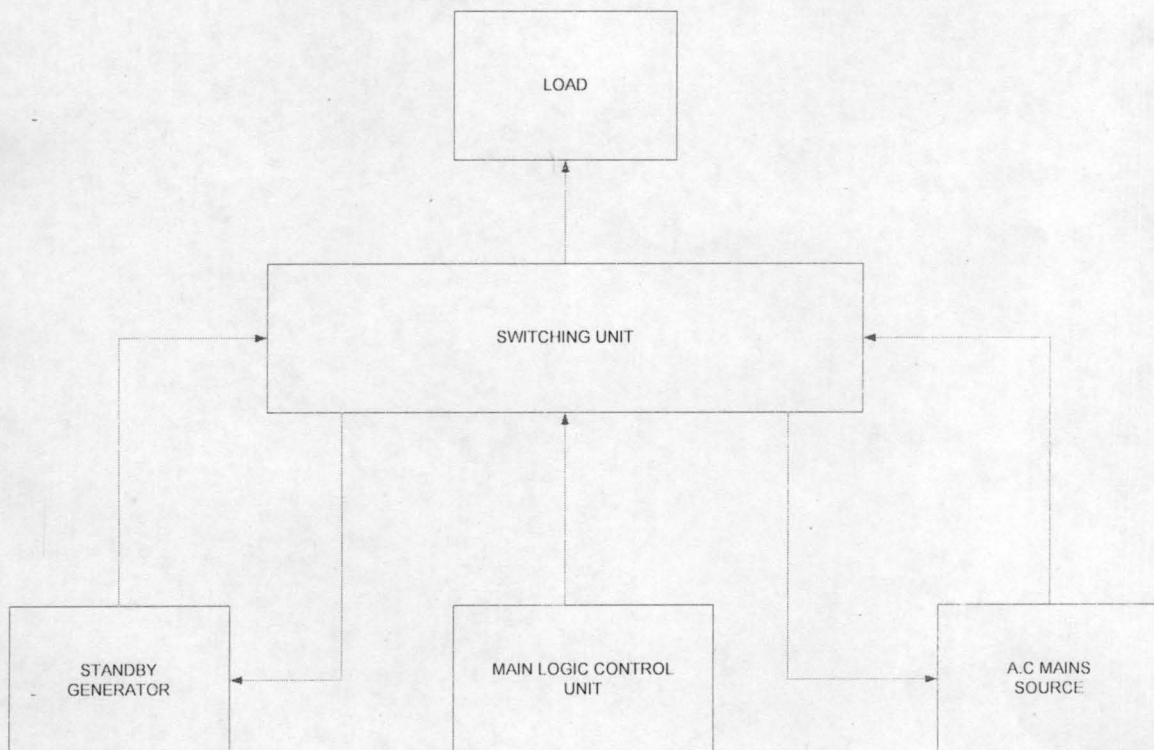 LOAD
SWITCHING UNIT
STANDBY
GENERATOR
MAIN LOGIC CONTROL
UNIT
A.C MAINS
SOURCE